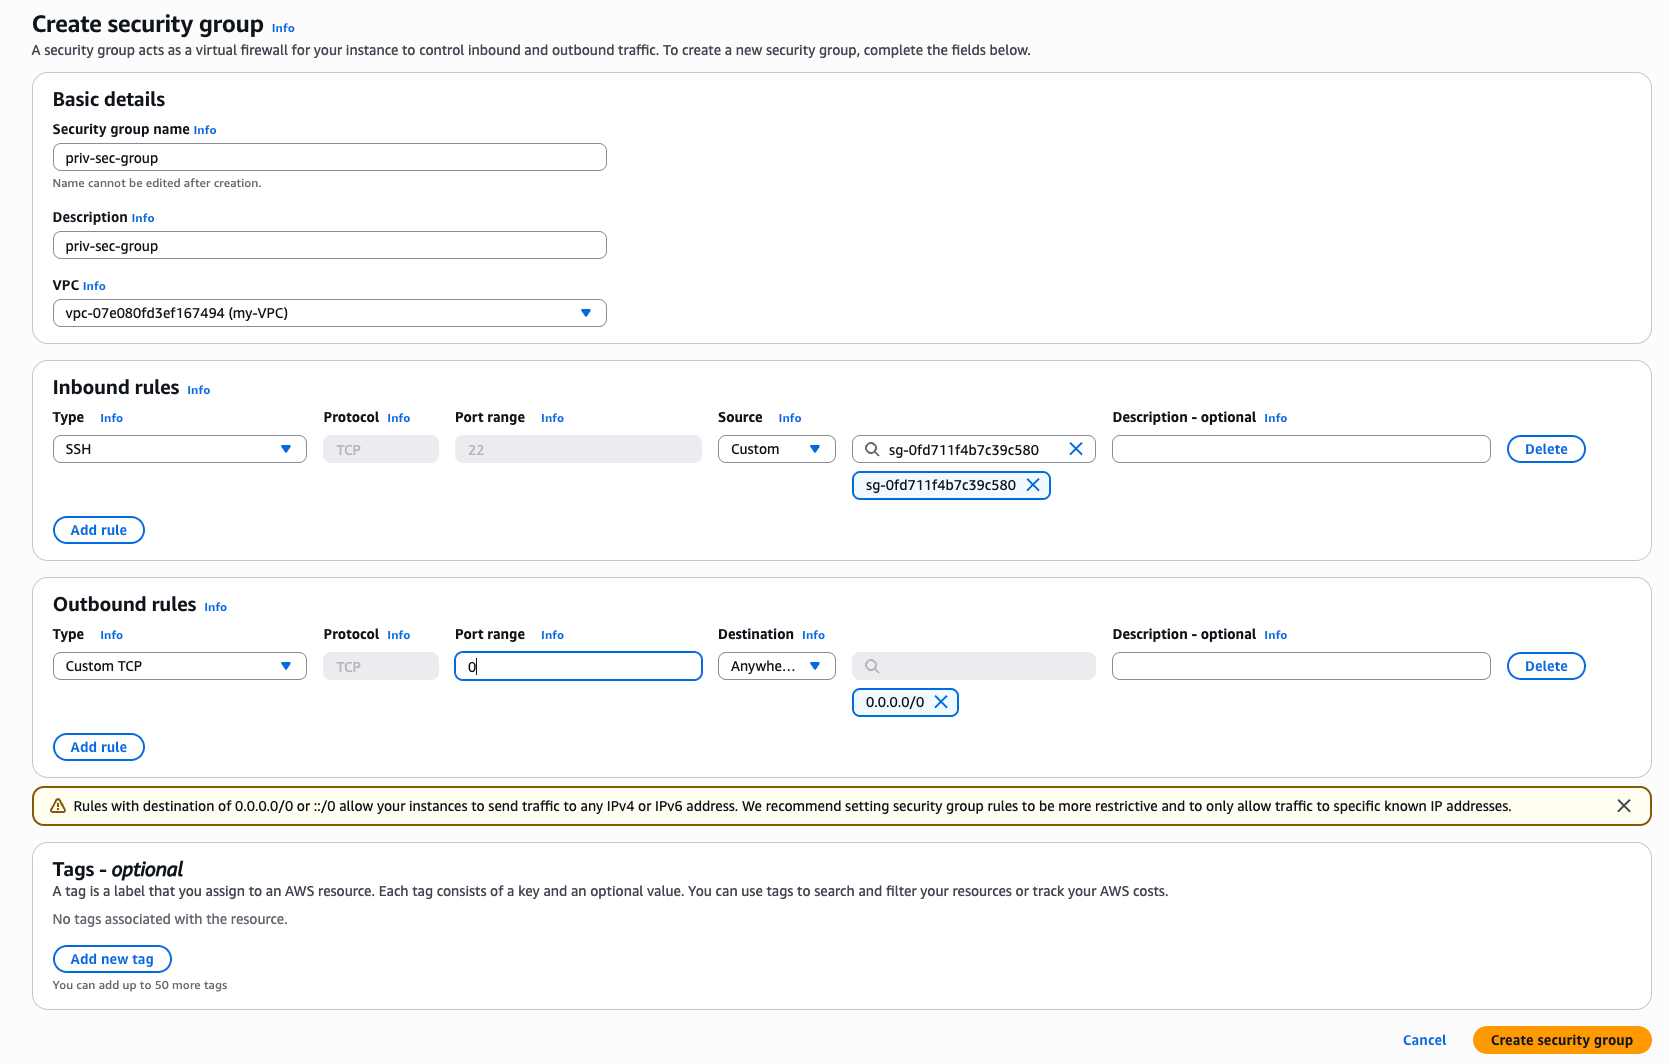 Create security group Info
A security group acts as a virtual firewall for your instance to control inbound and outbound traffic. To create a new security group, complete the fields below.
Basic details
Security group name Info
priv-sec-group
Name cannot be edited after creation.
Description Info
priv-sec-group
VPC Info
vpc-07e080fd3ef167494 (my-VPC)
Inbound rules Info
Type Info Protocol Info Port range Info Source Info Description - optional Info
SSH TCP 22 Custom sg-0fd711f4b7c39c580 Delete
sg-0fd711f4b7c39c580
Add rule
Outbound rules Info
Type Info Protocol Info Port range Info Destination Info Description - optional Info
Custom TCP TCP 0 Anywhe... Delete
0.0.0.0/0
Add rule
Rules with destination of 0.0.0.0/0 or ::/0 allow your instances to send traffic to any IPv4 or IPv6 address. We recommend setting security group rules to be more restrictive and to only allow traffic to specific known IP addresses.
Tags - optional
A tag is a label that you assign to an AWS resource. Each tag consists of a key and an optional value. You can use tags to search and filter your resources or track your AWS costs.
No tags associated with the resource.
Add new tag
You can add up to 50 more tags
Cancel Create security group